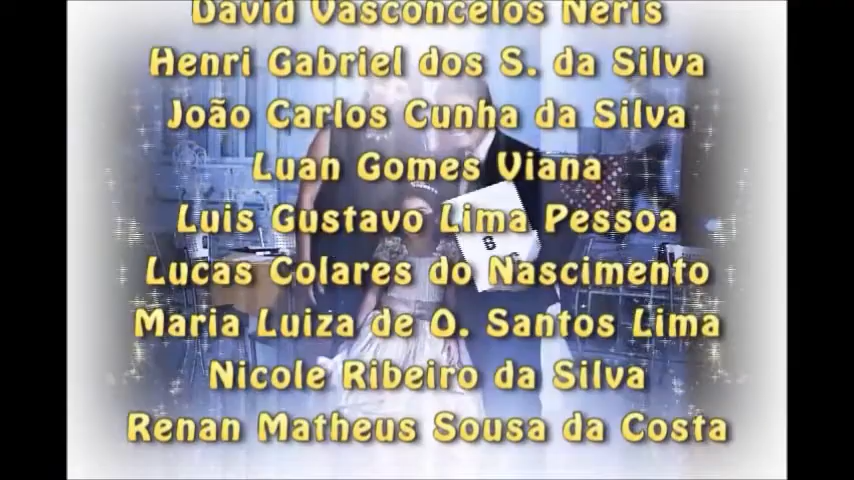 David Vasconcelos Neris
Henri Gabriel dos S. da Silva
João Carlos Cunha da Silva
Luan Gomes Viana
Luis Gustavo Lima Pessoa
Lucas Colares do Nascimento
Maria Luiza de O. Santos Lima
Nicole Ribeiro da Silva
Renan Matheus Sousa da Costa